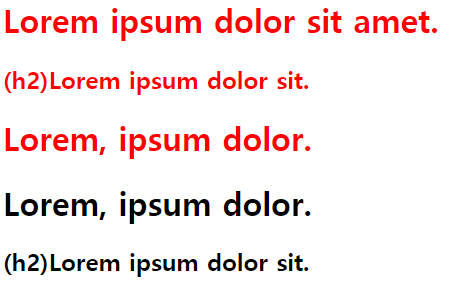 Lorem ipsum dolor sit amet.
(h2)Lorem ipsum dolor sit.
Lorem, ipsum dolor.
Lorem, ipsum dolor.
(h2)Lorem ipsum dolor sit.